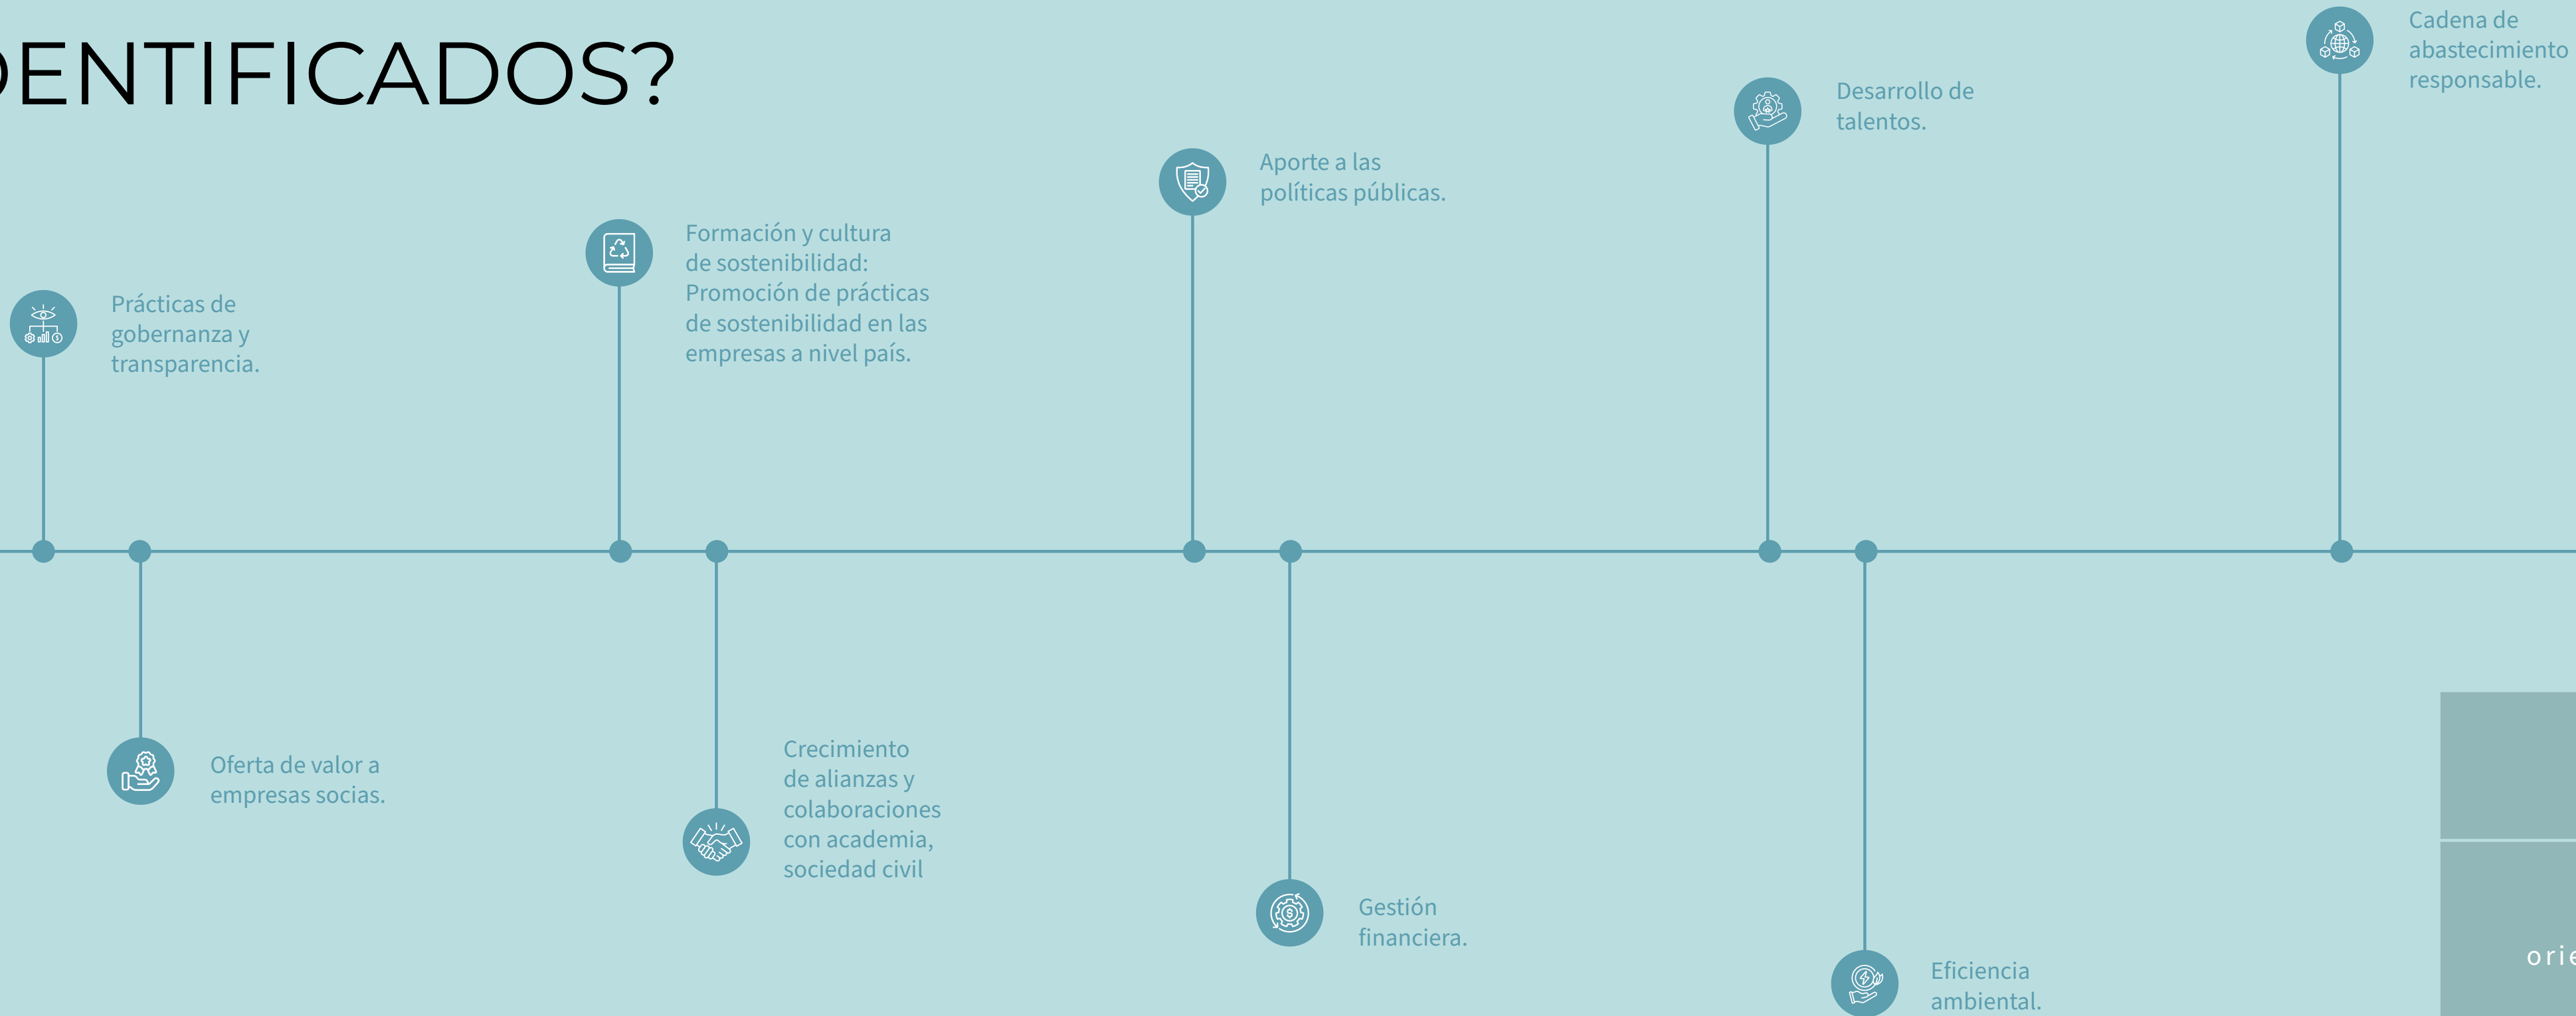 DENTIFICADOS?
Prácticas de
gobernanza y
transparencia.
Oferta de valor a
empresas socias.
Formación y cultura
de sostenibilidad:
Promoción de prácticas
de sostenibilidad en las
empresas a nivel país.
Crecimiento
de alianzas y
colaboraciones
con academia,
sociedad civil
Aporte a las
políticas públicas.
Gestión
financiera.
Desarrollo de
talentos.
Eficiencia
ambiental.
Cadena de
abastecimiento
responsable.